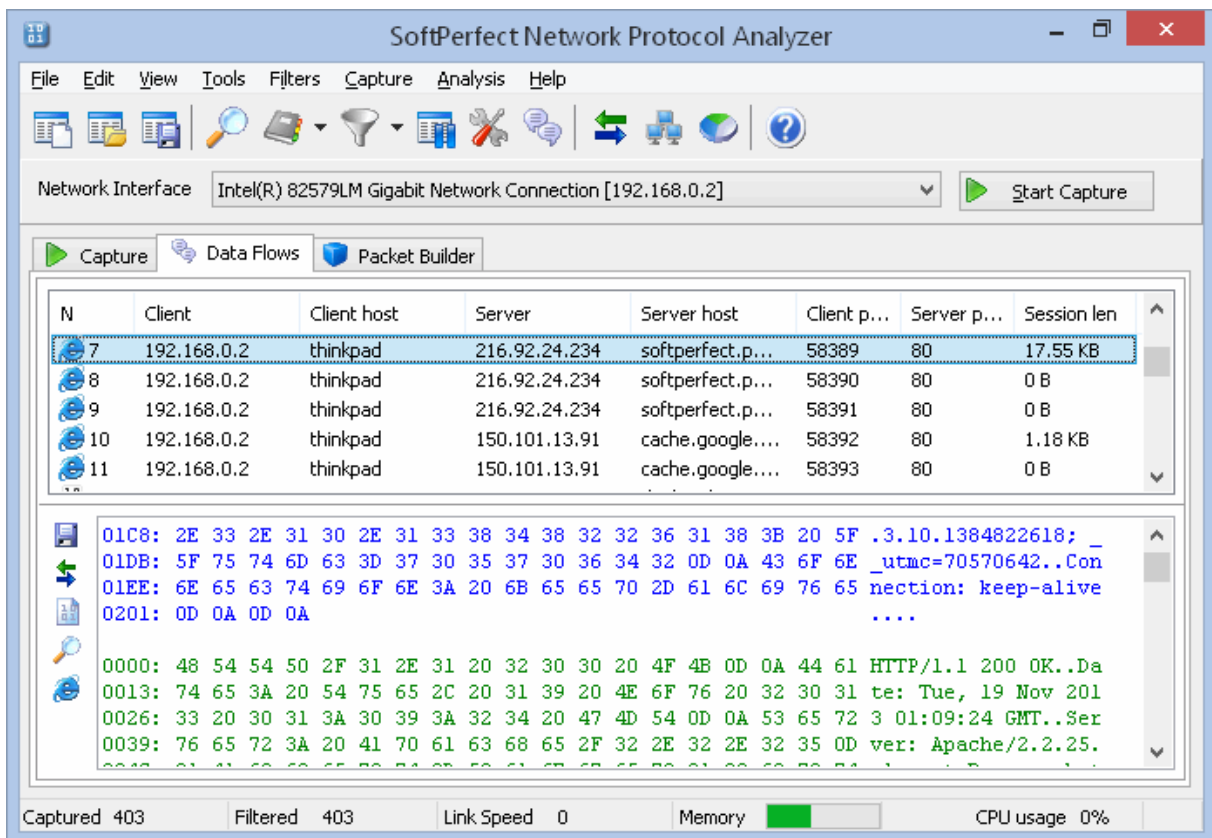 SoftPerfect Network Protocol Analyzer
File Edit View Tools Filters Capture Analysis Help
Network Interface Intel(R) 82579LM Gigabit Network Connection [192.168.0.2] Start Capture
Capture Data Flows Packet Builder
N Client Client host Server Server host Client p... Server p... Session len
7 192.168.0.2 thinkpad 216.92.24.234 softperfect.p... 58389 80 17.55 KB
8 192.168.0.2 thinkpad 216.92.24.234 softperfect.p... 58390 80 0 B
9 192.168.0.2 thinkpad 216.92.24.234 softperfect.p... 58391 80 0 B
10 192.168.0.2 thinkpad 150.101.13.91 cache.google.... 58392 80 1.18 KB
11 192.168.0.2 thinkpad 150.101.13.91 cache.google.... 58393 80 0 B
01C8: 2E 33 2E 31 30 2E 31 33 38 34 38 32 32 36 31 38 3B 20 5F .3.10.1384822618; _
01DB: 5F 75 74 6D 63 3D 37 30 35 37 30 36 34 32 0D 0A 43 6F 6E _utmc=70570642..Con
01EE: 6E 65 63 74 69 6F 6E 3A 20 6B 65 65 70 2D 61 6C 69 76 65 nection: keep-alive
0201: 0D 0A 0D 0A ....
0000: 48 54 54 50 2F 31 2E 31 20 32 30 30 20 4F 4B 0D 0A 44 61 HTTP/1.1 200 OK..Da
0013: 74 65 3A 20 54 75 65 2C 20 31 39 20 4E 6F 76 20 32 30 31 te: Tue, 19 Nov 201
0026: 33 20 30 31 3A 30 39 3A 32 34 20 47 4D 54 0D 0A 53 65 72 3 01:09:24 GMT..Ser
0039: 76 65 72 3A 20 41 70 61 63 68 65 2F 32 2E 32 2E 32 35 0D ver: Apache/2.2.25.
Captured 403 Filtered 403 Link Speed 0 Memory CPU usage 0%